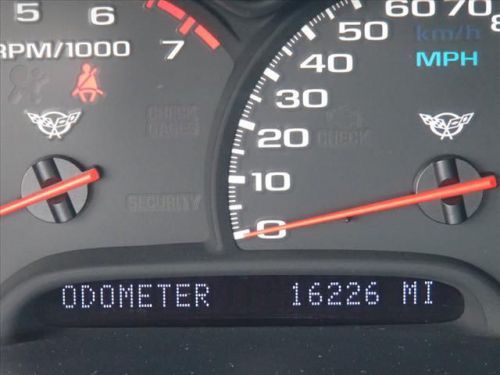 5 6 7
RPM/1000
0 10 20 30 40 50 60 70 8
km/h
MPH
CHECK
GAGES
CHECK
SECURITY
ODOMETER 16226 MI